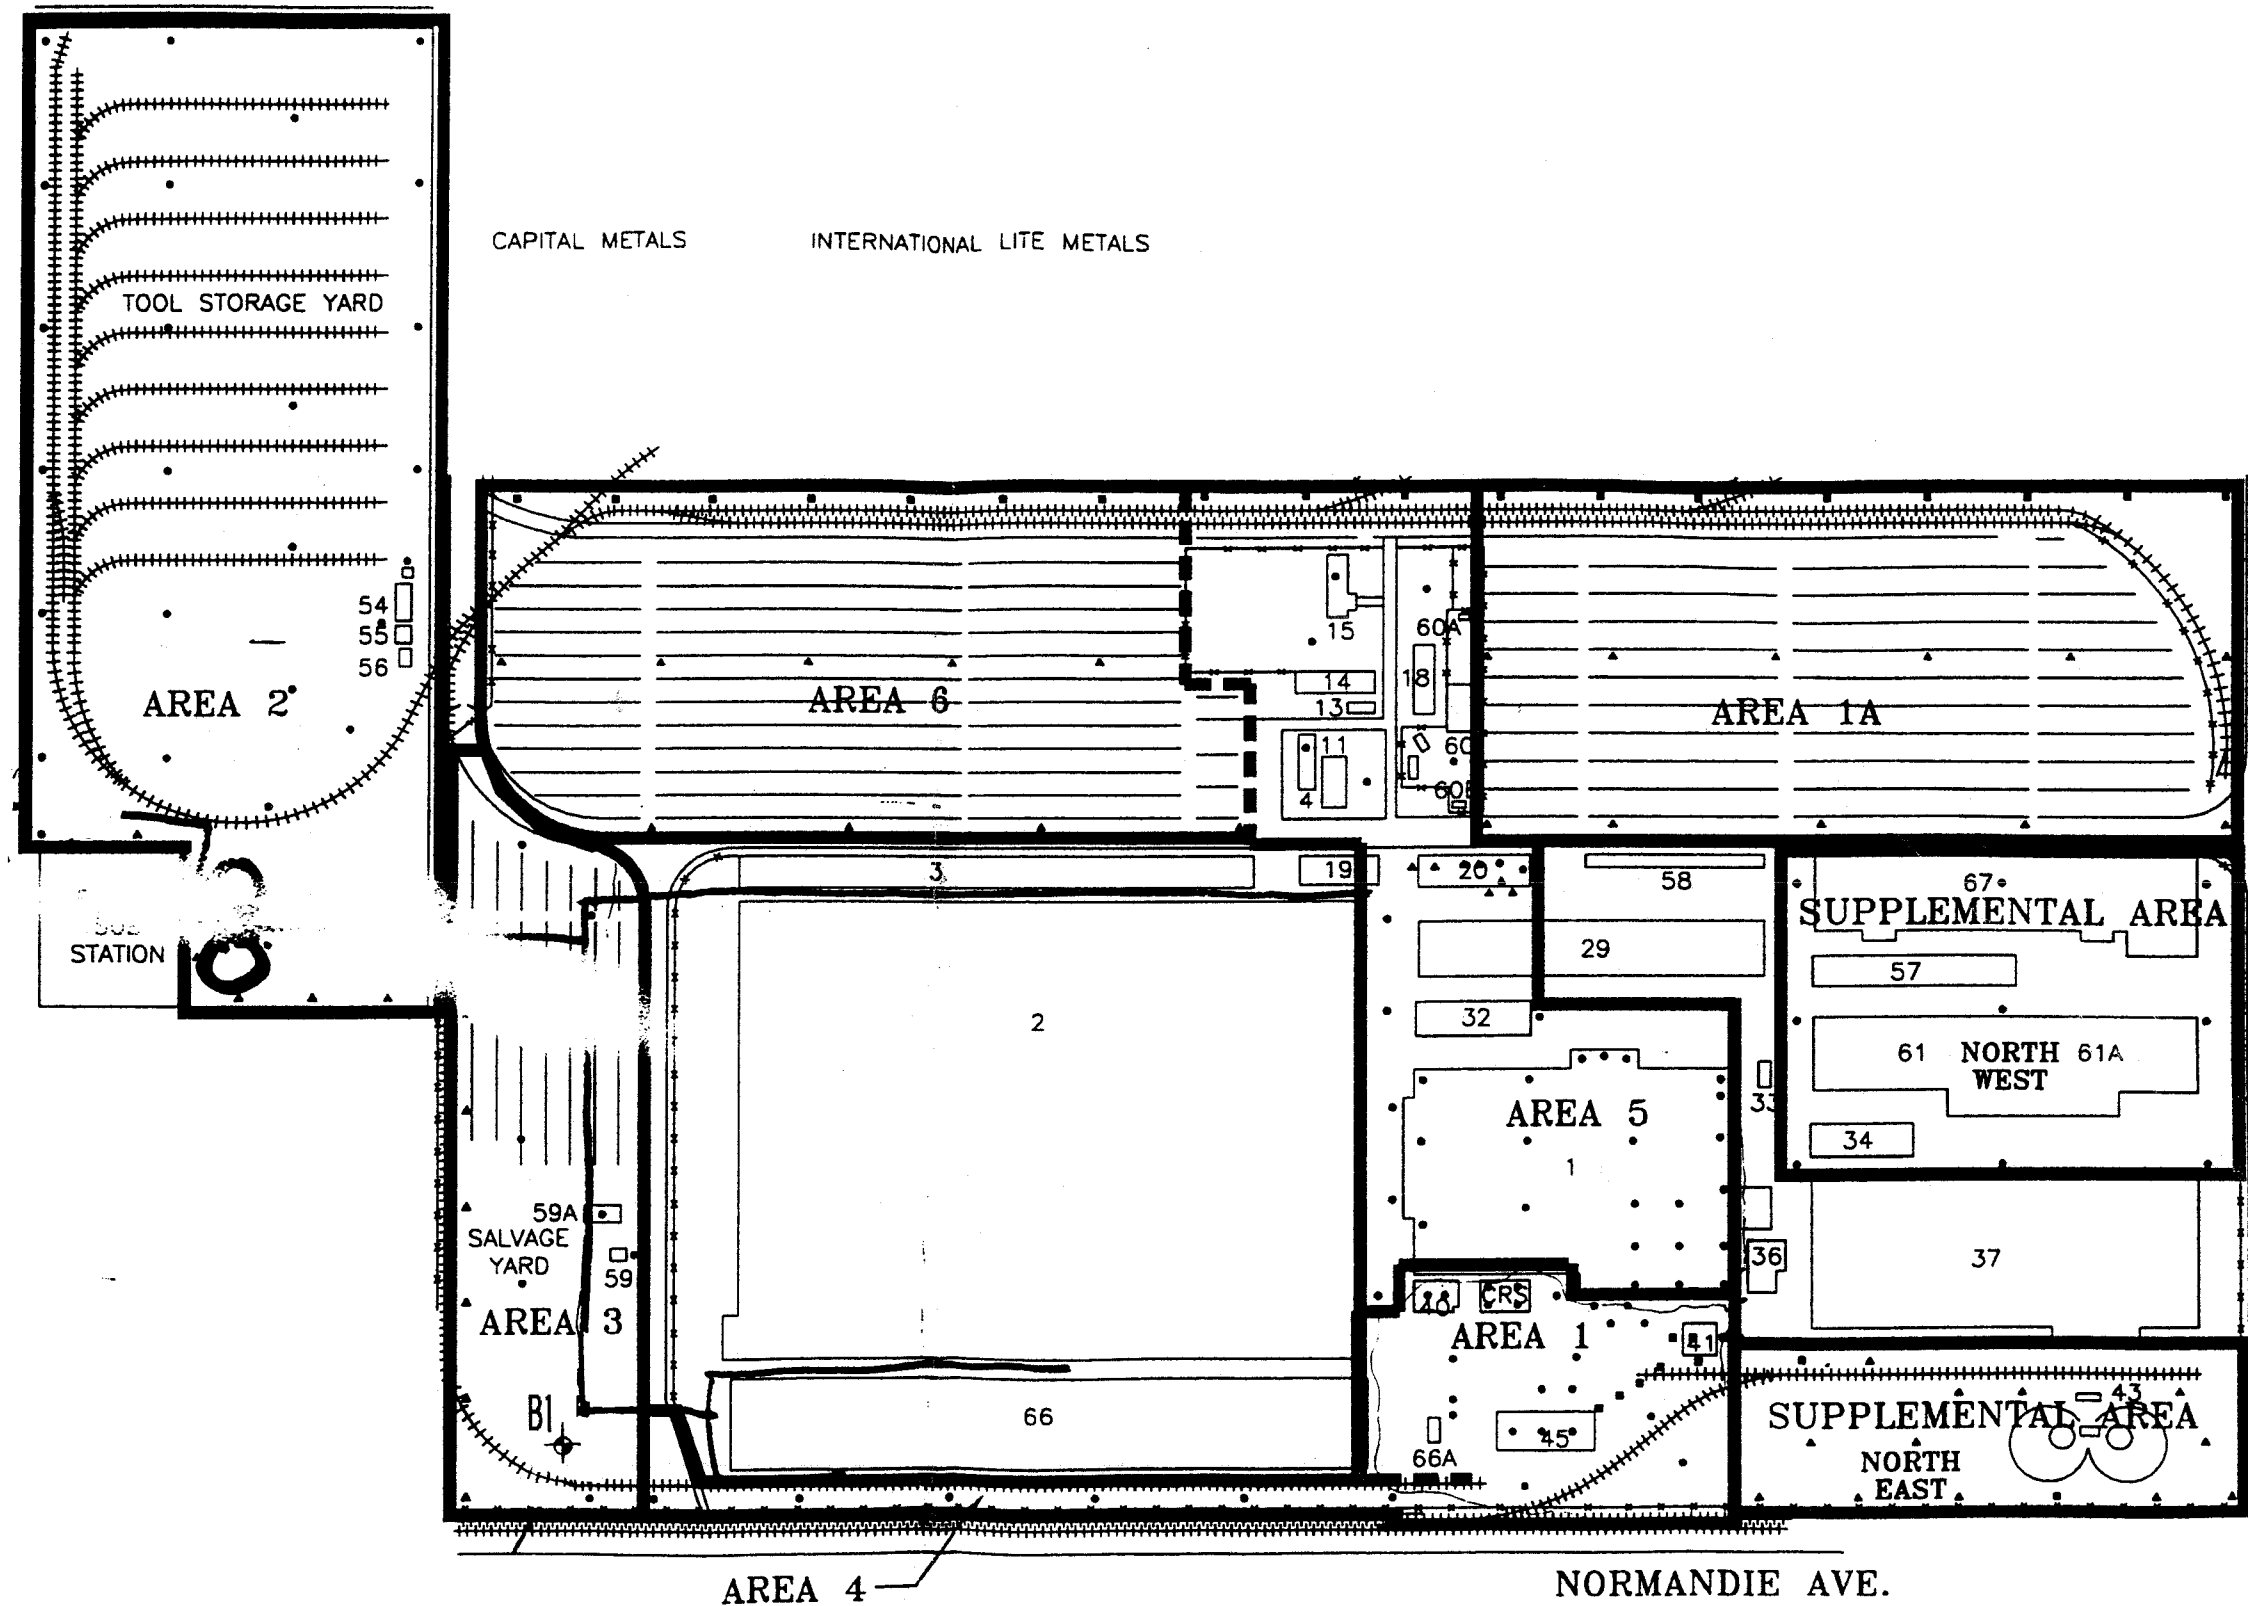 CAPITAL METALS
INTERNATIONAL LITE METALS
TOOL STORAGE YARD
54
55
56
AREA 2
AREA 6
15
14
13
11
4
60A
18
60
AREA 1A
STATION
3
19
20
58
29
32
2
67
SUPPLEMENTAL AREA
57
61
NORTH
WEST
61A
34
33
AREA 5
1
59A
SALVAGE
YARD
59
AREA 3
B1
36
37
40
CRS
AREA 1
41
66
66A
45
43
SUPPLEMENTAL AREA
NORTH
EAST
AREA 4
NORMANDIE AVE.